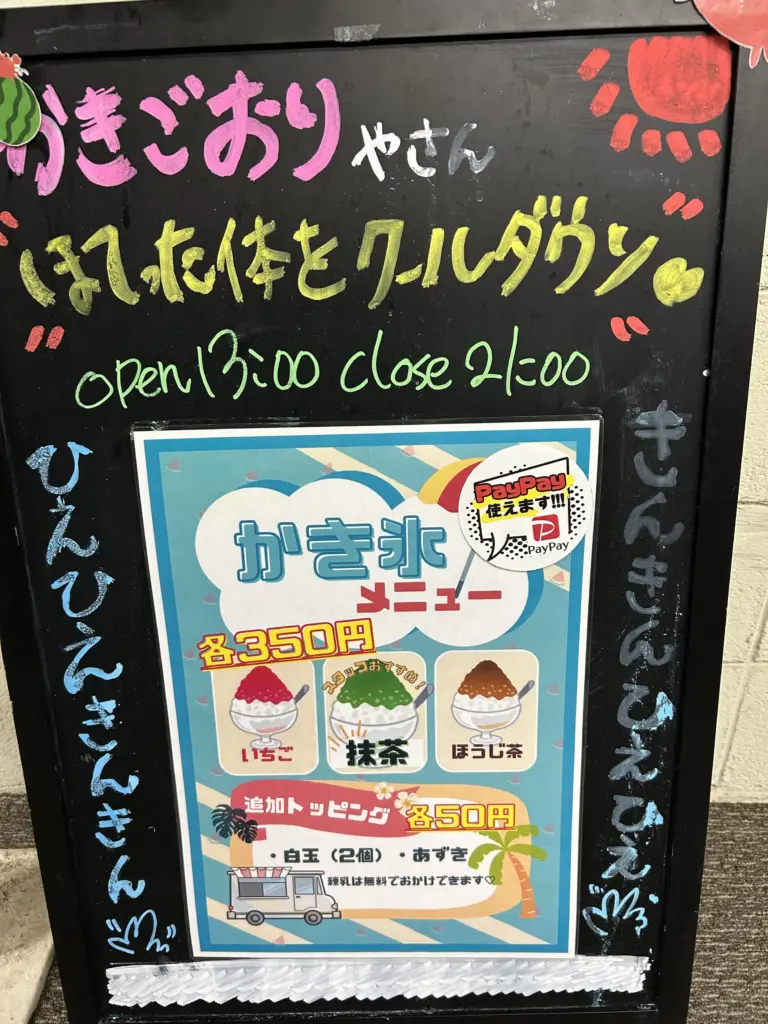 かきごおり やさん
ほてった体をクールダウン
open 13:00 close 21:00
ひえひえきんきん
きんきんひえひえ
PayPay
使えます!!!
PayPay
かき氷
メニュー
各350円
スタッフおすすめ!
いちご
抹茶
ほうじ茶
追加トッピング 各50円
・白玉(2個) ・あずき
練乳は無料でおかけできます♡